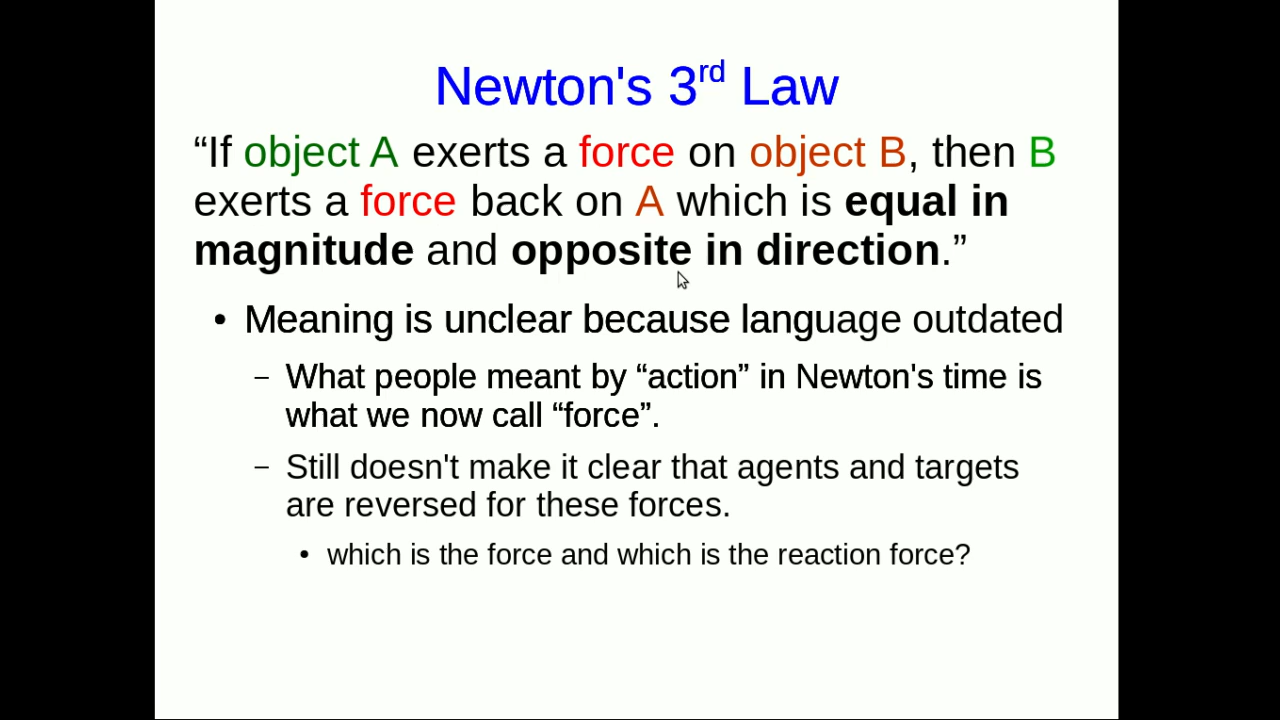 Newton's 3rd Law
“If object A exerts a force on object B, then B
exerts a force back on A which is equal in
magnitude and opposite in direction.”
• Meaning is unclear because language outdated
– What people meant by “action” in Newton's time is
what we now call “force”.
– Still doesn't make it clear that agents and targets
are reversed for these forces.
• which is the force and which is the reaction force?